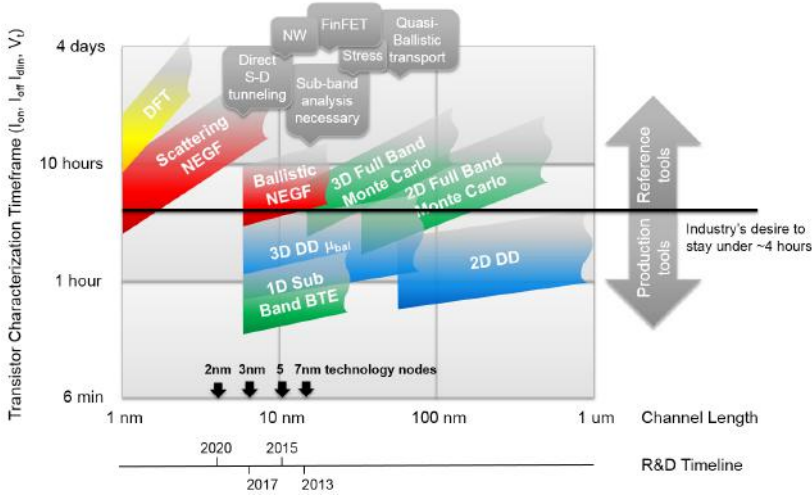 Transistor Characterization Timeframe (Ion, Ioff Idlin, Vt)
4 days
10 hours
1 hour
6 min
NW
FinFET
Quasi-
Ballistic
transport
Stress
Direct
S-D
tunneling
Sub-band
analysis
necessary
DFT
Scattering
NEGF
Ballistic
NEGF
3D Full Band
Monte Carlo
2D Full Band
Monte Carlo
3D DD μbal
1D Sub
Band BTE
2D DD
Reference
tools
Production
tools
Industry's desire to
stay under ~4 hours
2nm 3nm 5 7nm technology nodes
1 nm 10 nm 100 nm 1 um Channel Length
2020 2015
R&D Timeline
2017 2013